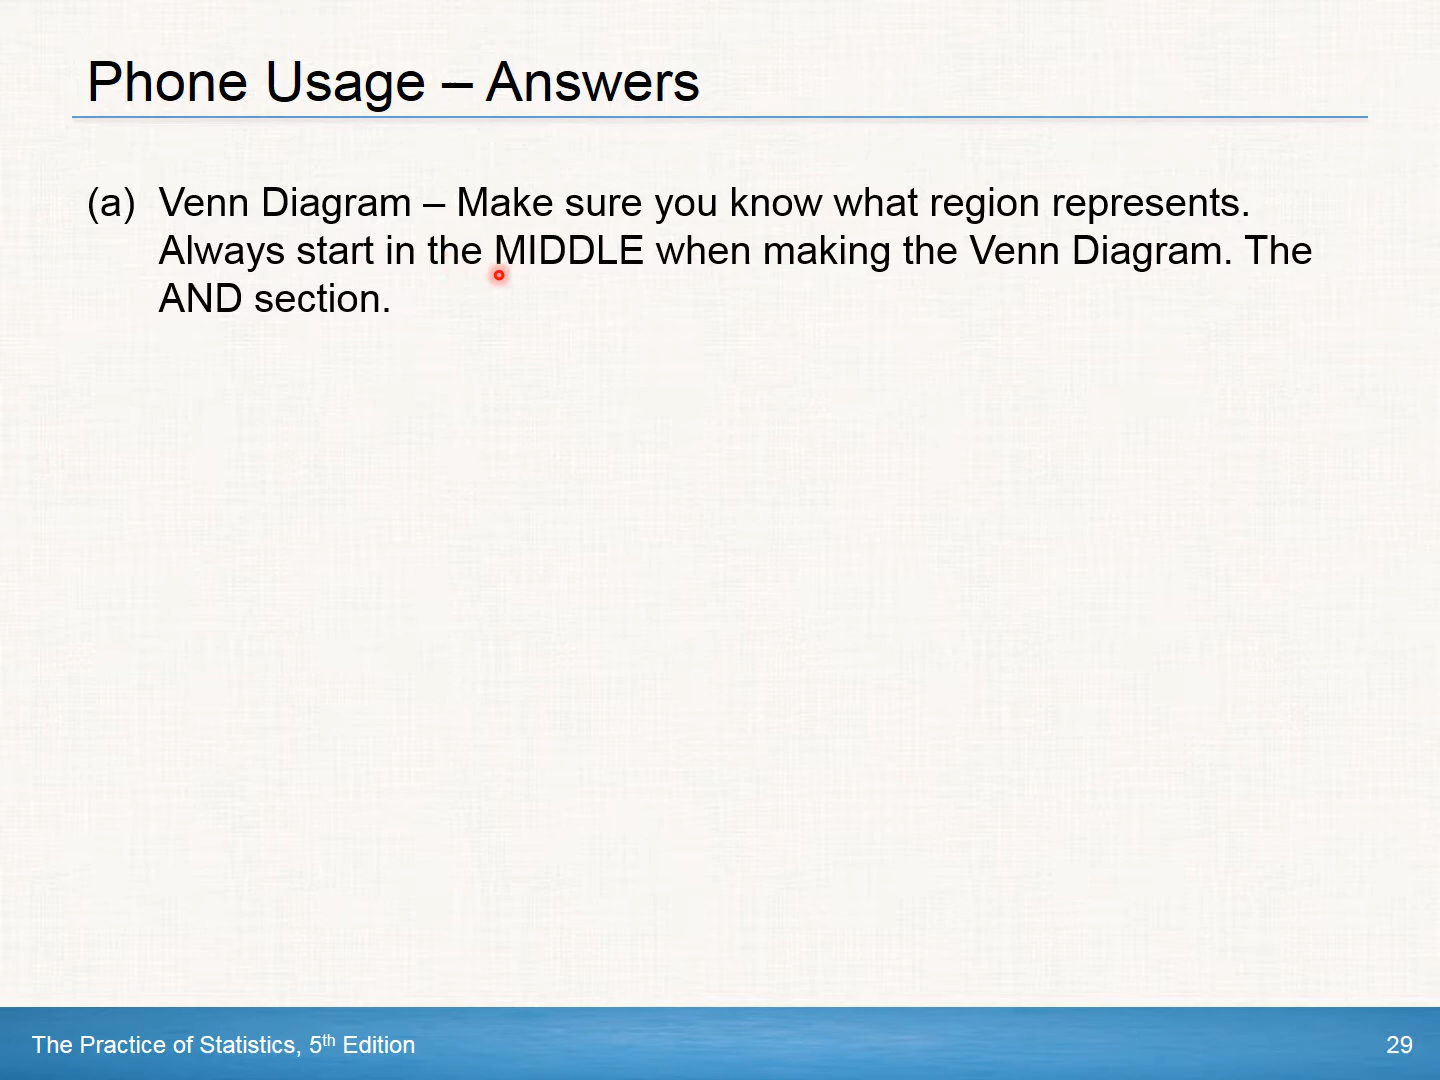 Phone Usage – Answers
(a) Venn Diagram – Make sure you know what region represents.
Always start in the MIDDLE when making the Venn Diagram. The
AND section.
The Practice of Statistics, 5th Edition
29